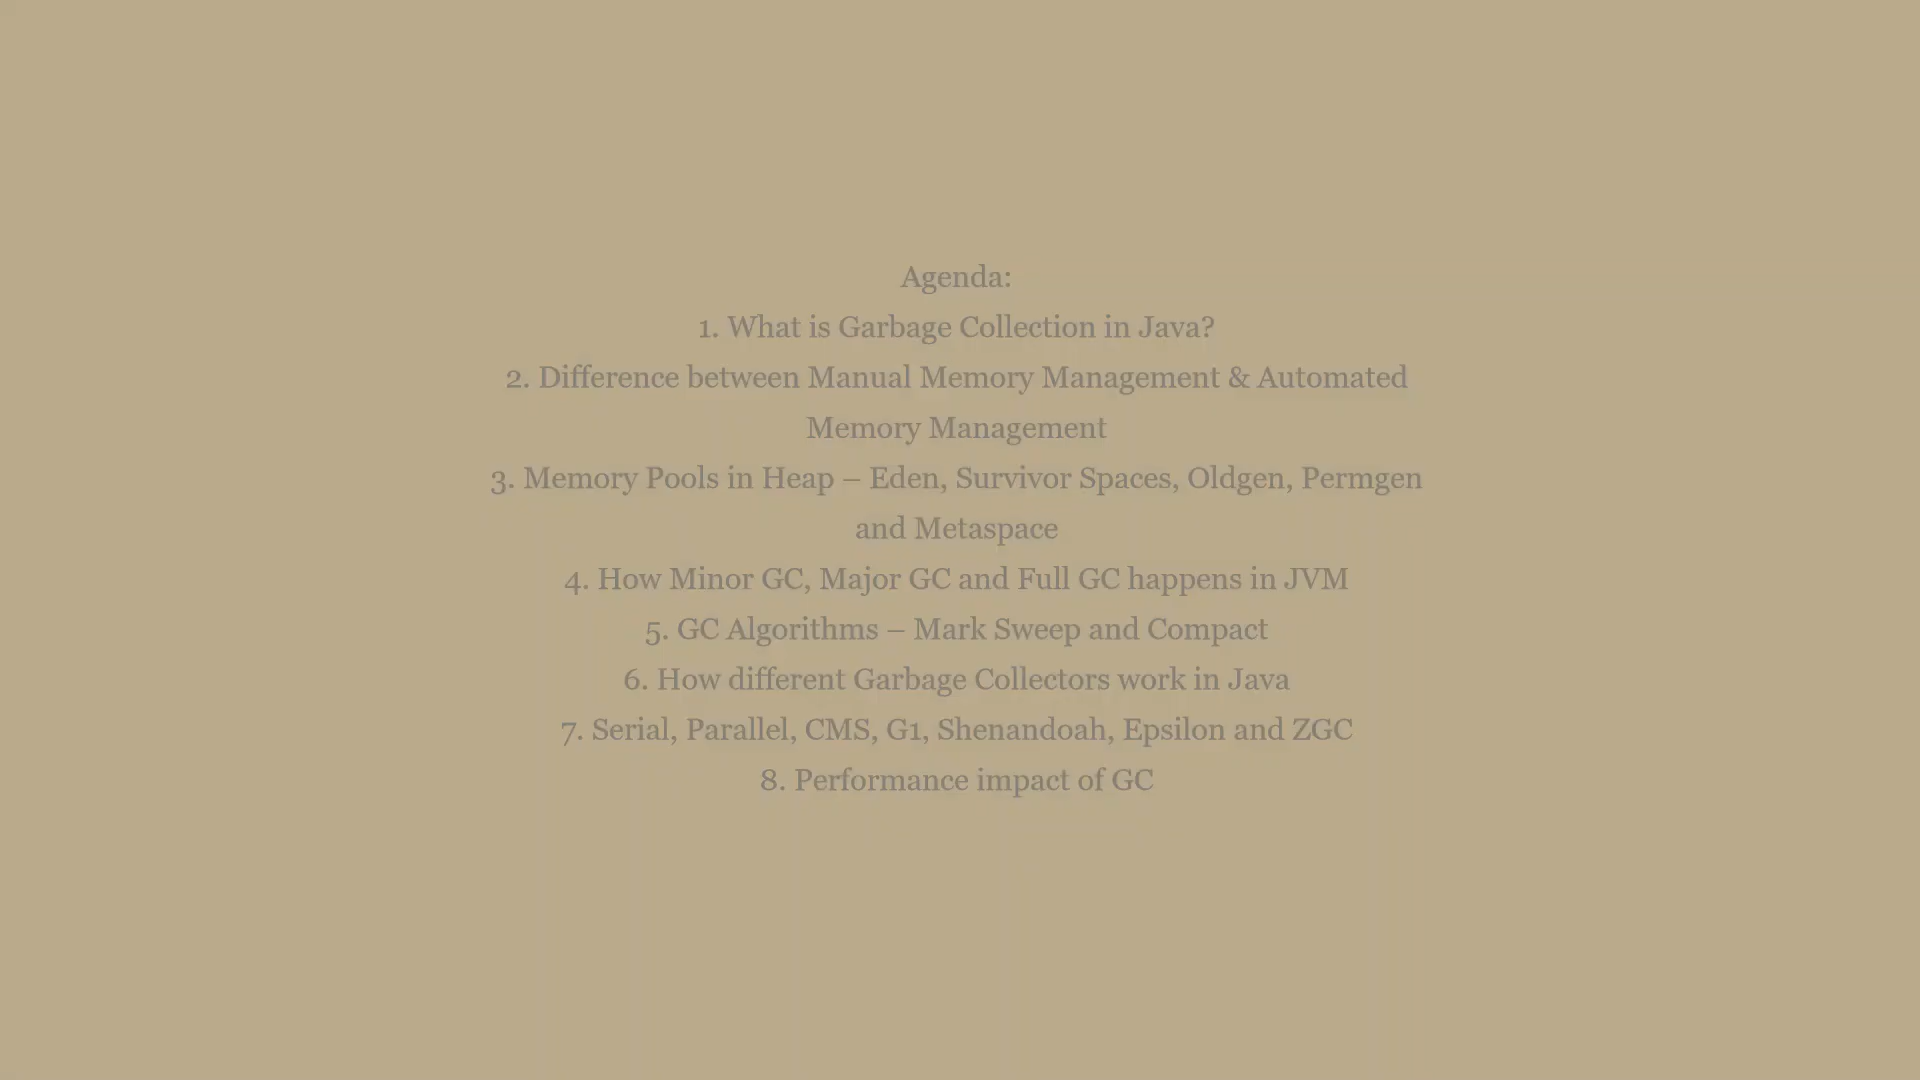 Agenda:
1. What is Garbage Collection in Java?
2. Difference between Manual Memory Management & Automated
Memory Management
3. Memory Pools in Heap – Eden, Survivor Spaces, Oldgen, Permgen
and Metaspace
4. How Minor GC, Major GC and Full GC happens in JVM
5. GC Algorithms – Mark Sweep and Compact
6. How different Garbage Collectors work in Java
7. Serial, Parallel, CMS, G1, Shenandoah, Epsilon and ZGC
8. Performance impact of GC